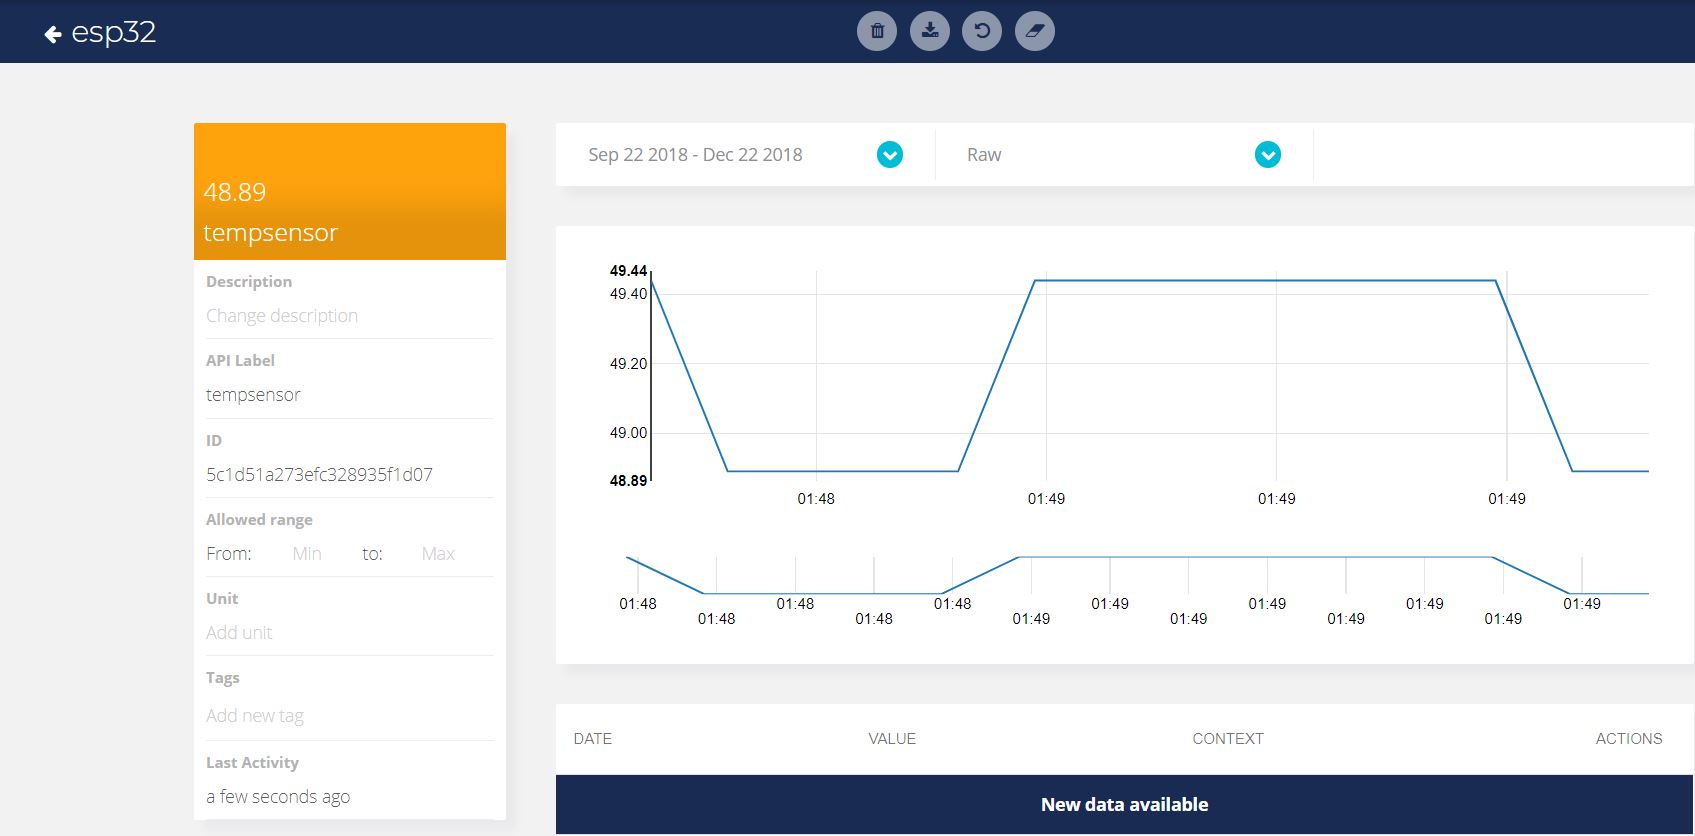 esp32
48.89
tempsensor
Description
Change description
API Label
tempsensor
ID
5c1d51a273efc328935f1d07
Allowed range
From: Min to: Max
Unit
Add unit
Tags
Add new tag
Last Activity
a few seconds ago
Sep 22 2018 - Dec 22 2018
Raw
49.44
49.40
49.20
49.00
48.89
01:48 01:49 01:49 01:49
01:48 01:48 01:48 01:49 01:49 01:49 01:49
01:48 01:48 01:49 01:49 01:49 01:49
DATE VALUE CONTEXT ACTIONS
New data available